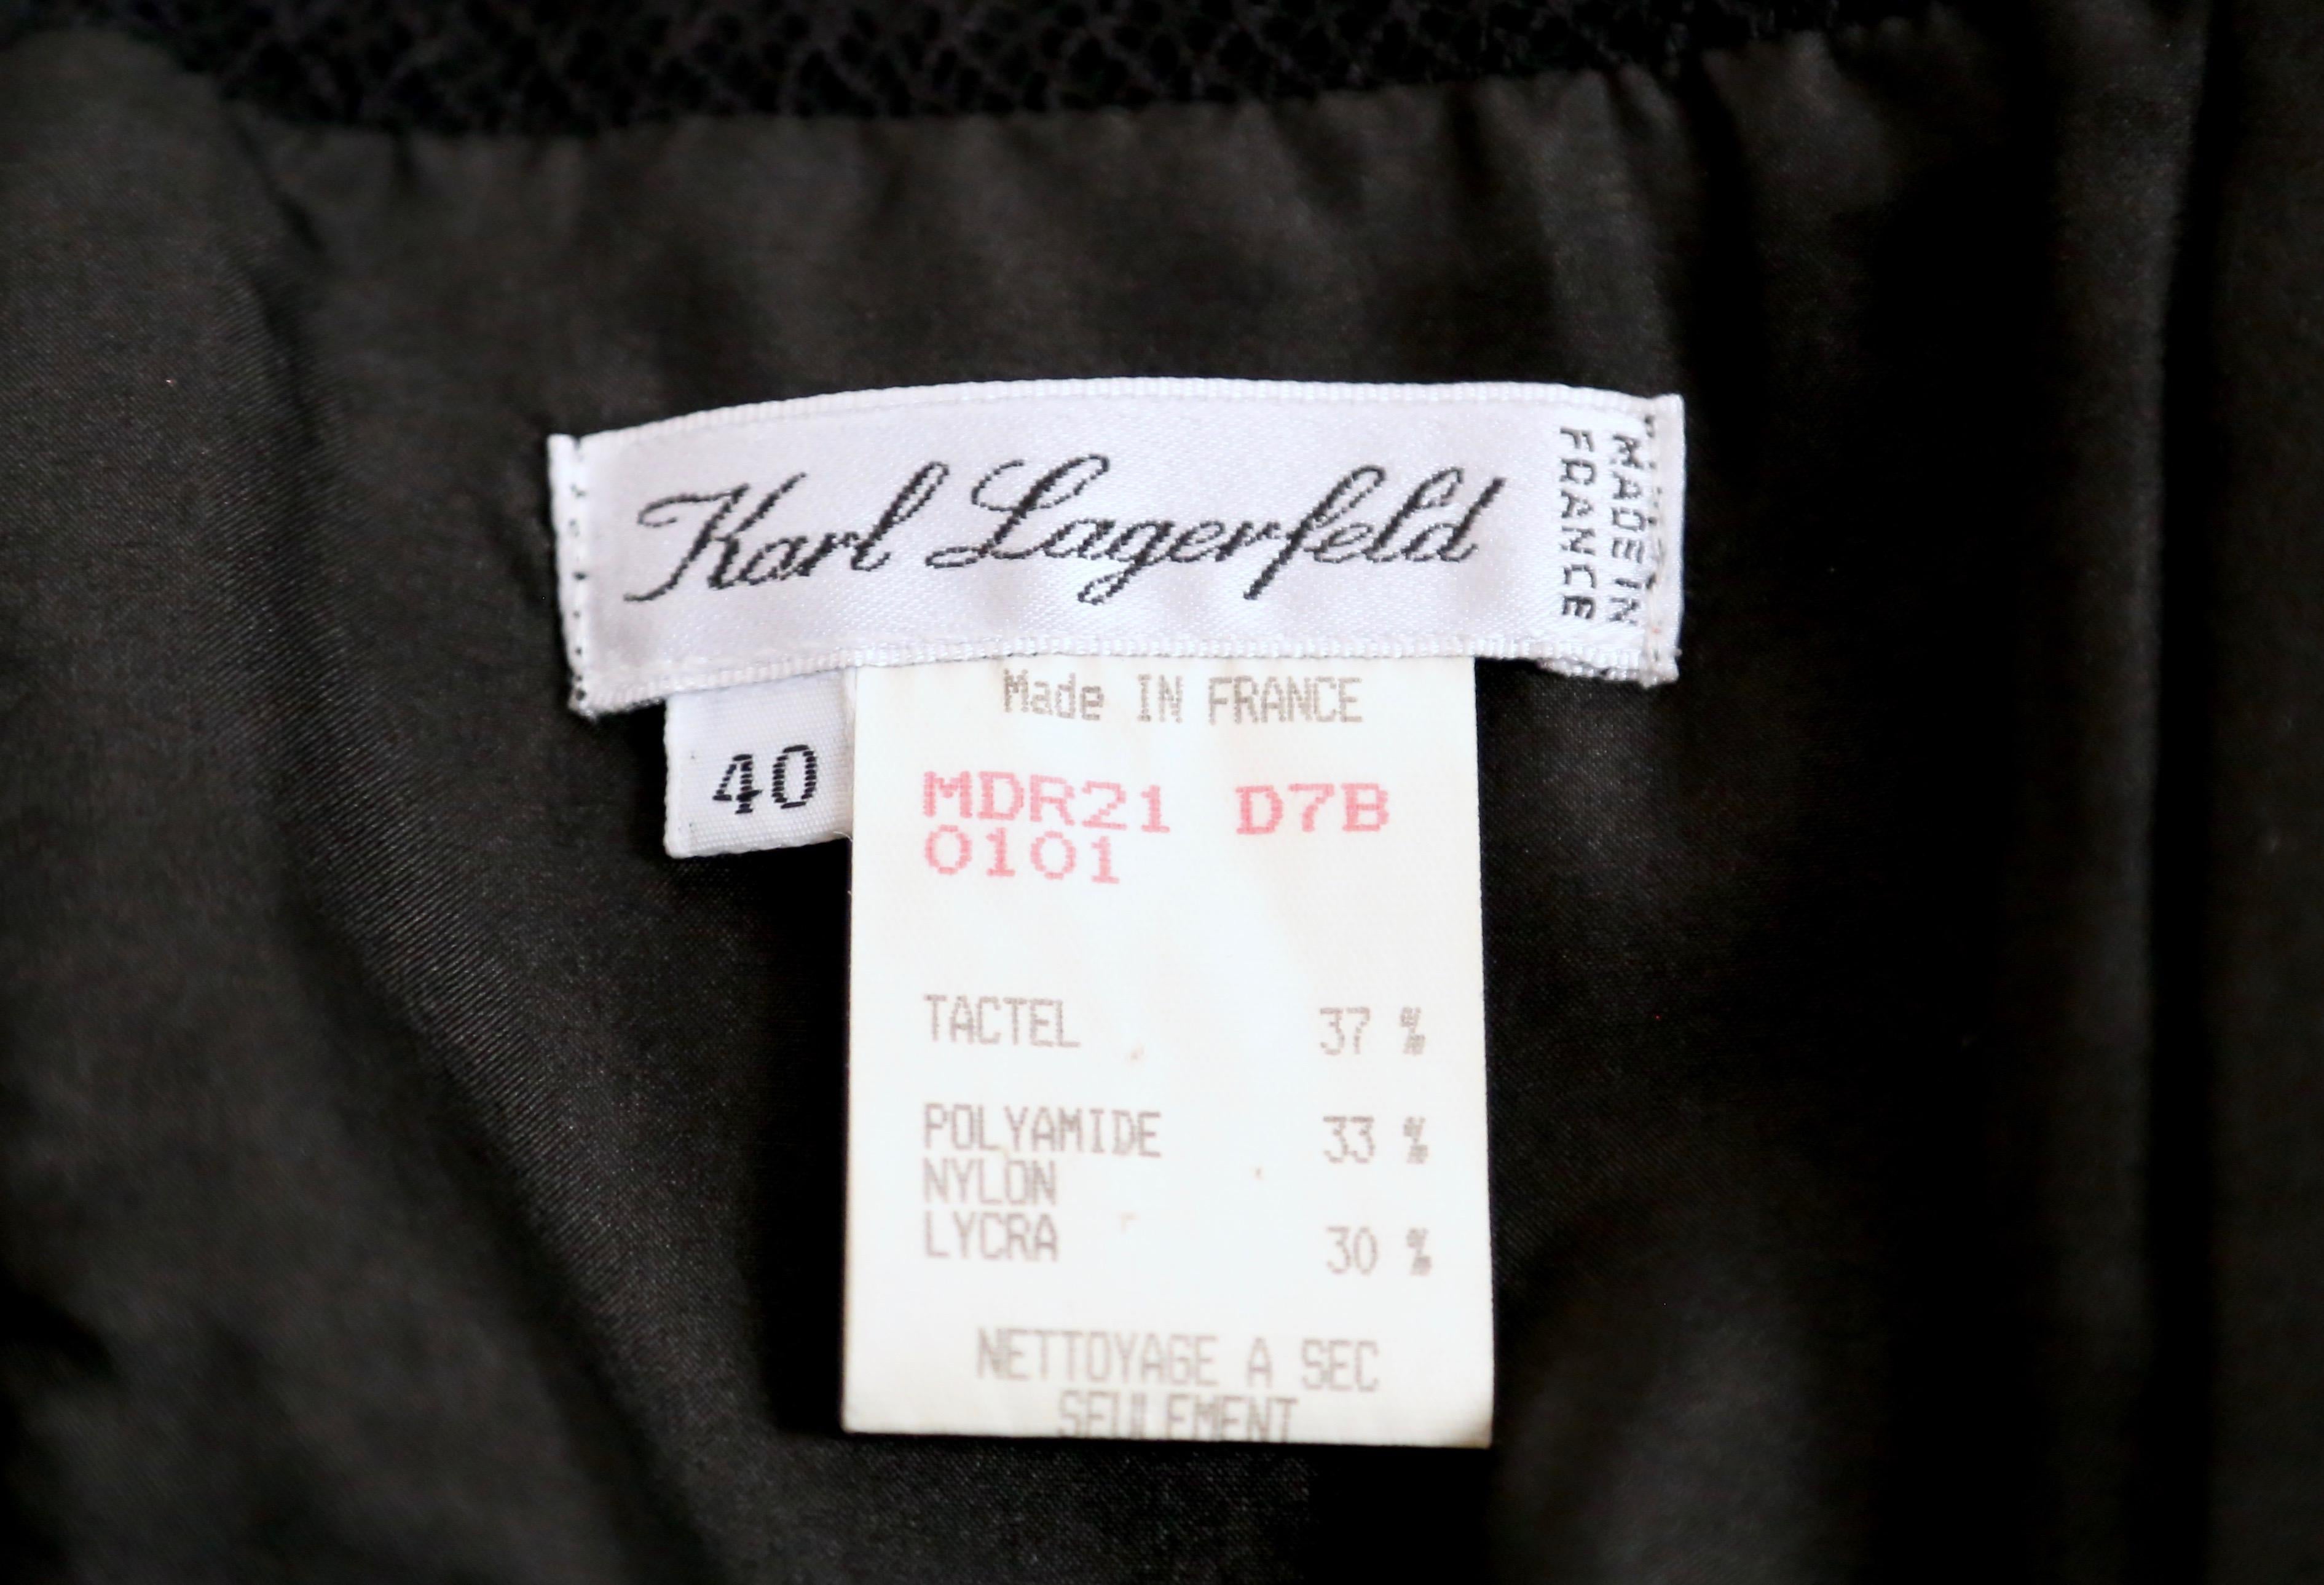 Karl Lagerfeld
MADE IN
FRANCE
40
Made IN FRANCE
MDR21 D7B
0101
TACTEL 37 %
POLYAMIDE 33 %
NYLON
LYCRA 30 %
NETTOYAGE A SEC
SEULEMENT